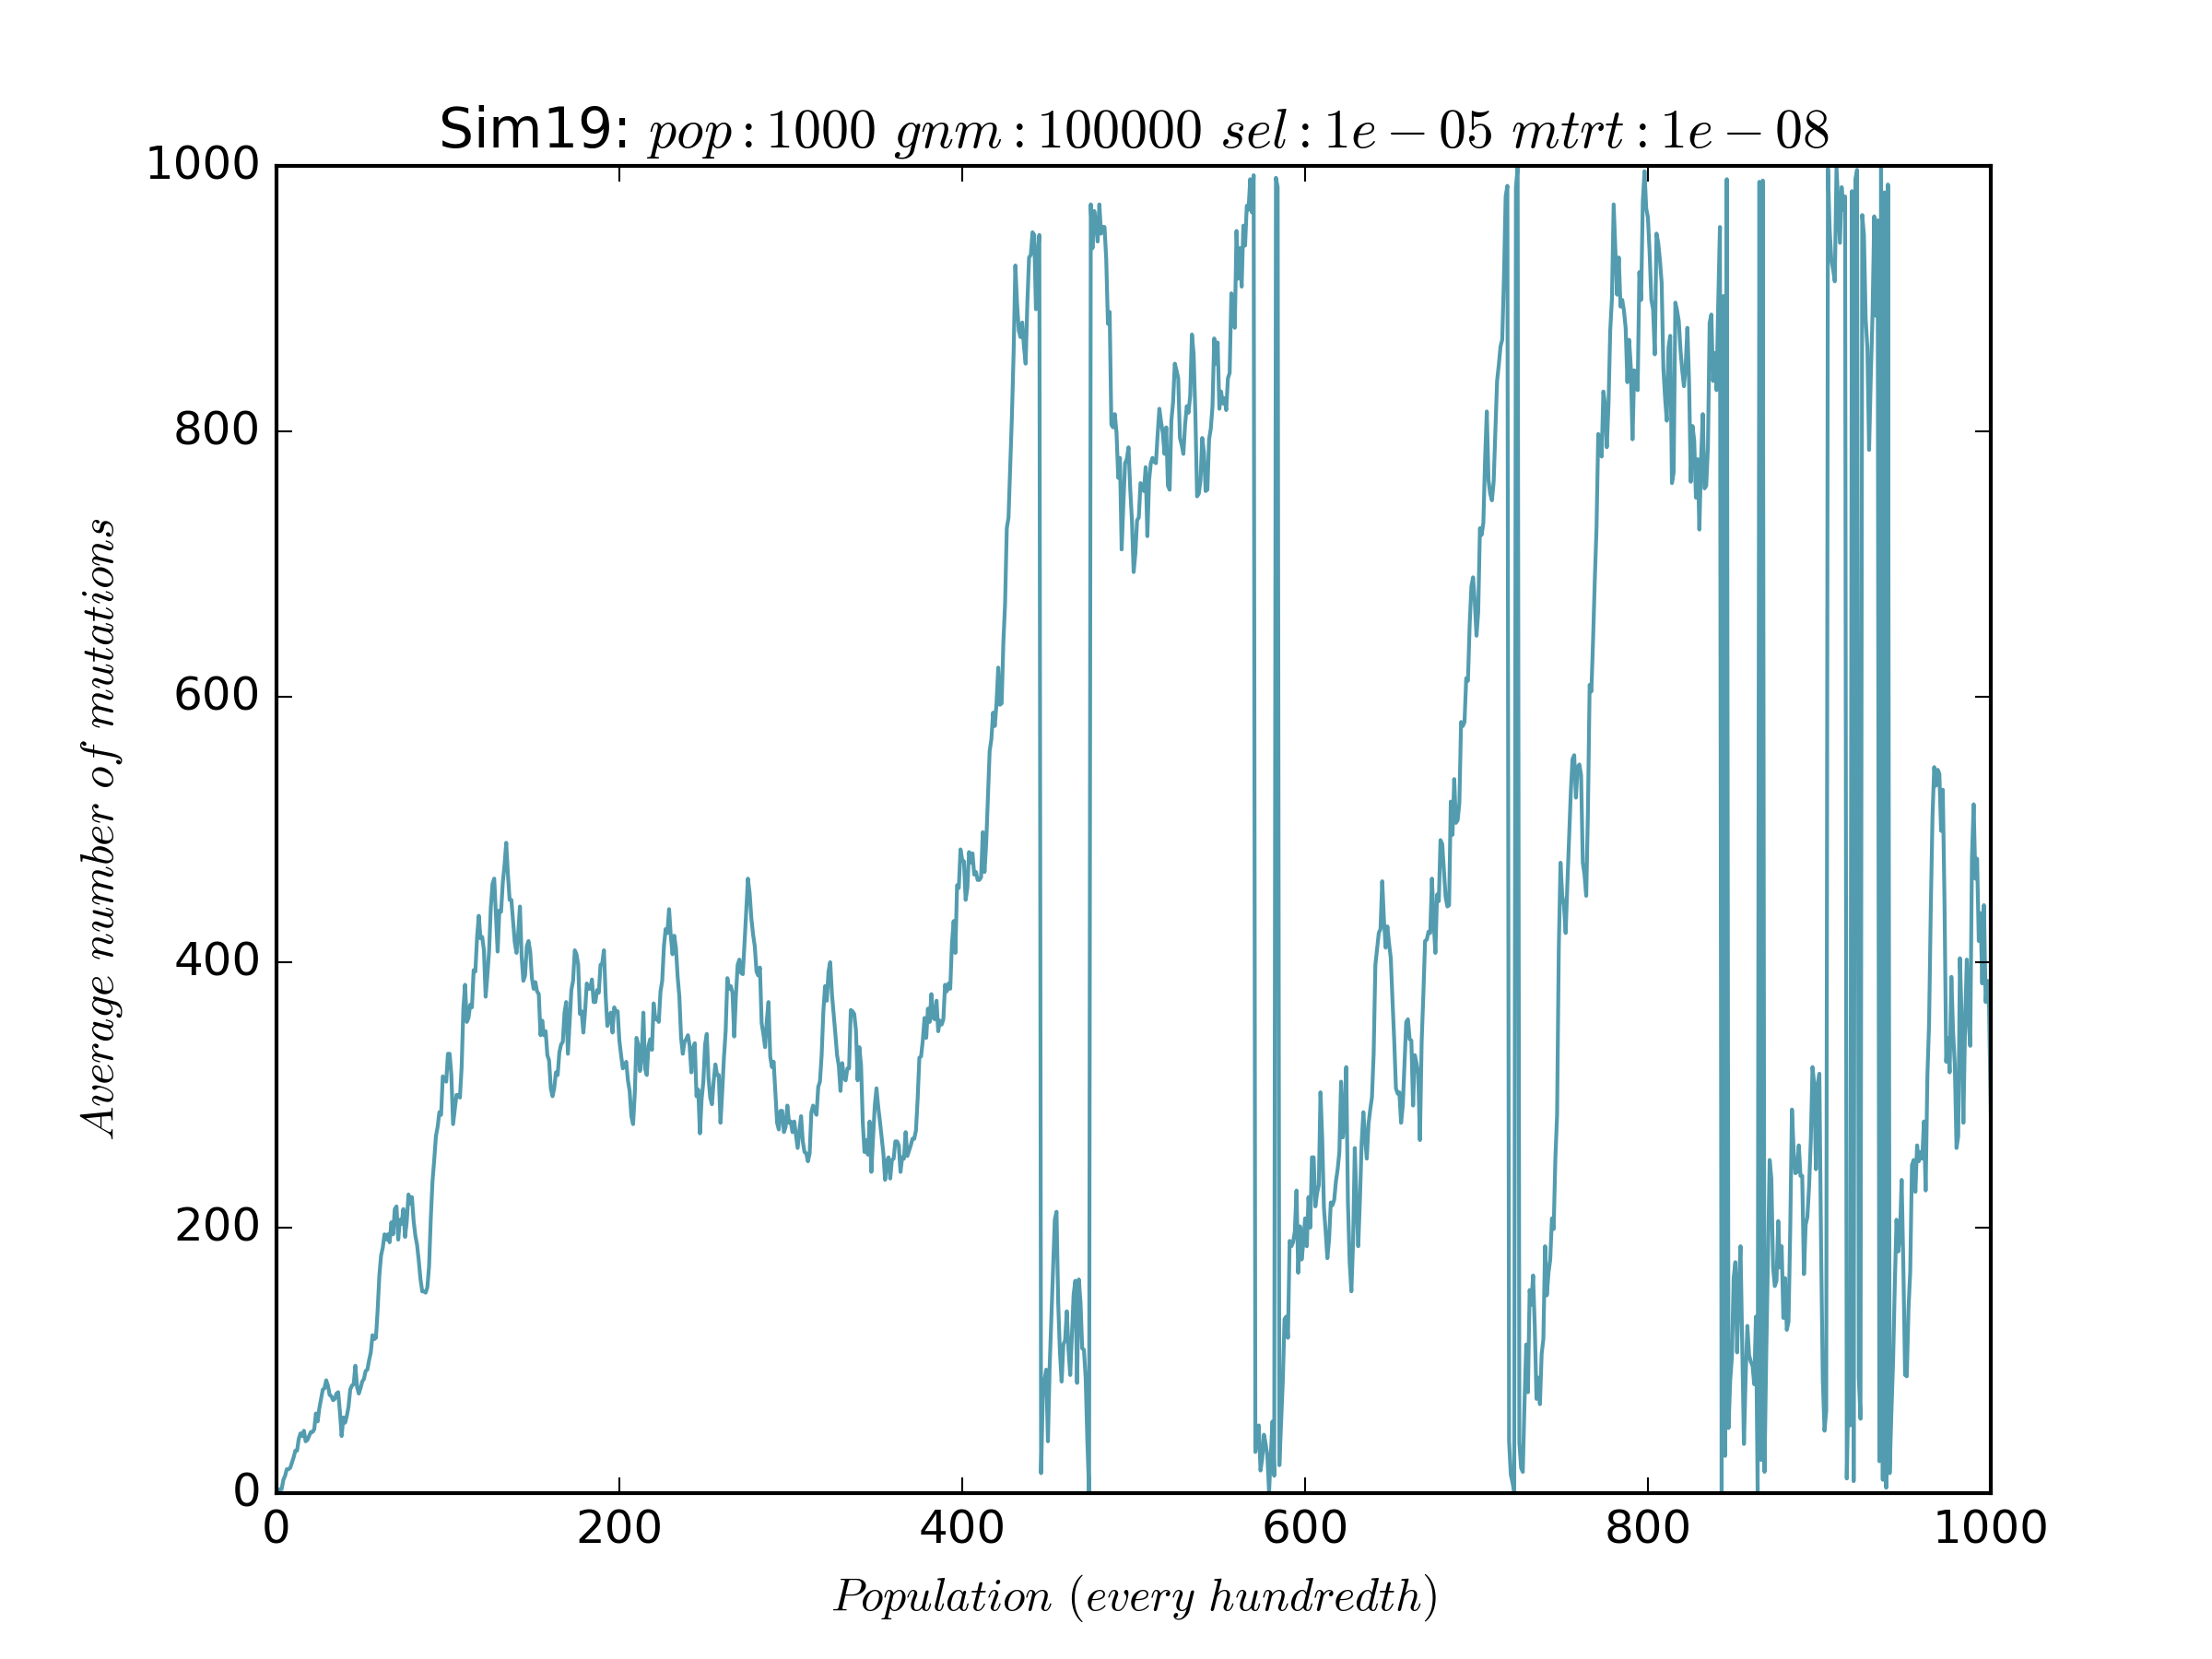 Sim19: pop : 1000 gnm : 100000 sel : 1e − 05 mtrt : 1e − 08
1000
800
600
400
200
0
Average number of mutations
0 200 400 600 800 1000
Population (every hundredth)